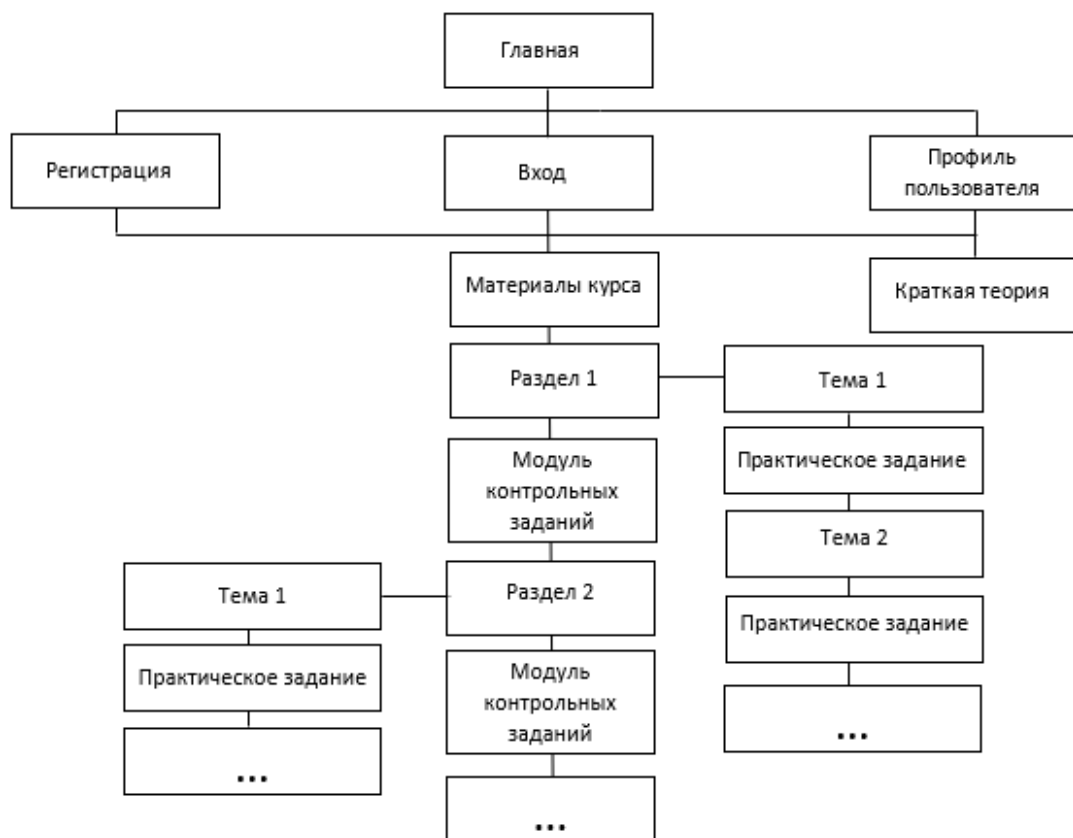 Главная
Регистрация
Вход
Профиль
пользователя
Материалы курса
Краткая теория
Раздел 1
Тема 1
Модуль
контрольных
заданий
Практическое задание
Тема 2
Тема 1
Раздел 2
Практическое задание
Практическое задание
Модуль
контрольных
заданий
...
...
...